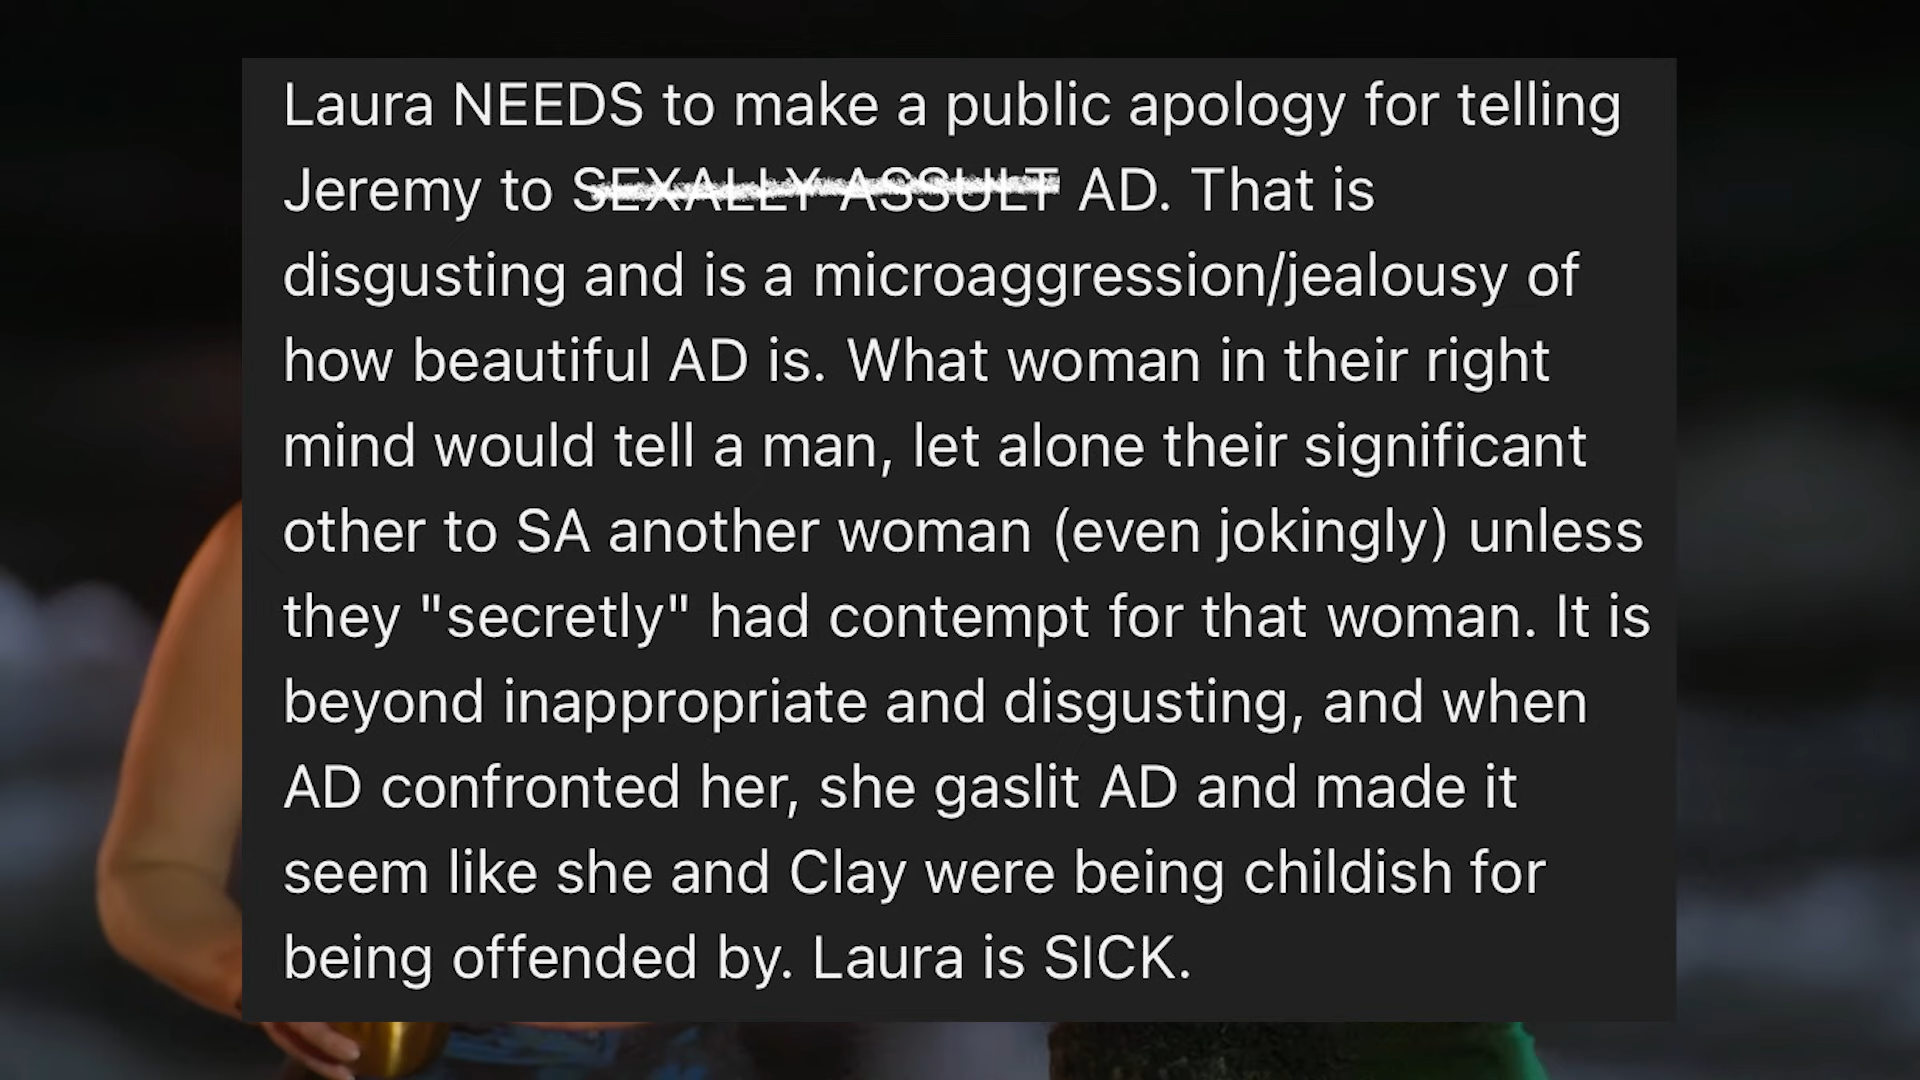 Laura NEEDS to make a public apology for telling
Jeremy to SEXALLY ASSULT AD. That is
disgusting and is a microaggression/jealousy of
how beautiful AD is. What woman in their right
mind would tell a man, let alone their significant
other to SA another woman (even jokingly) unless
they "secretly" had contempt for that woman. It is
beyond inappropriate and disgusting, and when
AD confronted her, she gaslit AD and made it
seem like she and Clay were being childish for
being offended by. Laura is SICK.